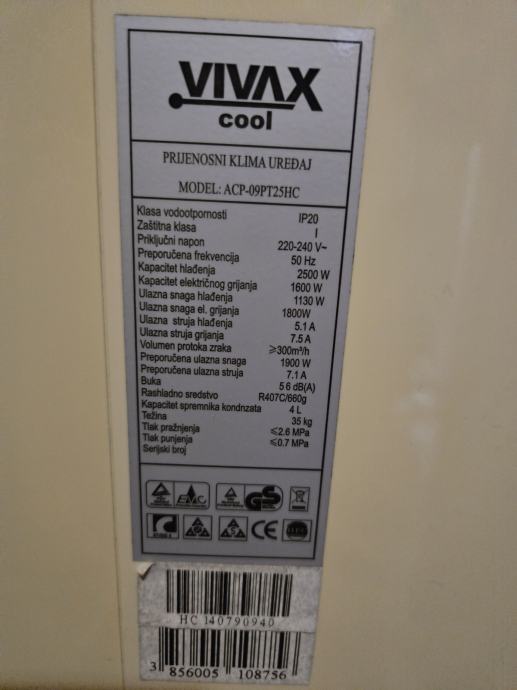 VIVAX
cool
PRIJENOSNI KLIMA UREĐAJ
MODEL: ACP-09PT25HC
Klasa vodootpornosti IP20
Zaštitna klasa I
Priključni napon 220-240 V~
Preporučena frekvencija 50 Hz
Kapacitet hlađenja 2500 W
Kapacitet električnog grijanja 1600 W
Ulazna snaga hlađenja 1130 W
Ulazna snaga el. grijanja 1800W
Ulazna struja hlađenja 5.1 A
Ulazna struja grijanja 7.5 A
Volumen protoka zraka ≥300m³/h
Preporučena ulazna snaga 1900 W
Preporučena ulazna struja 7.1 A
Buka 56 dB(A)
Rashladno sredstvo R407C/660g
Kapacitet spremnika kondnzata 4 L
Težina 35 kg
Tlak pražnjenja ≤2.6 MPa
Tlak punjenja ≤0.7 MPa
Serijski broj
GS
CE
HC 140790940
3 856005 108756